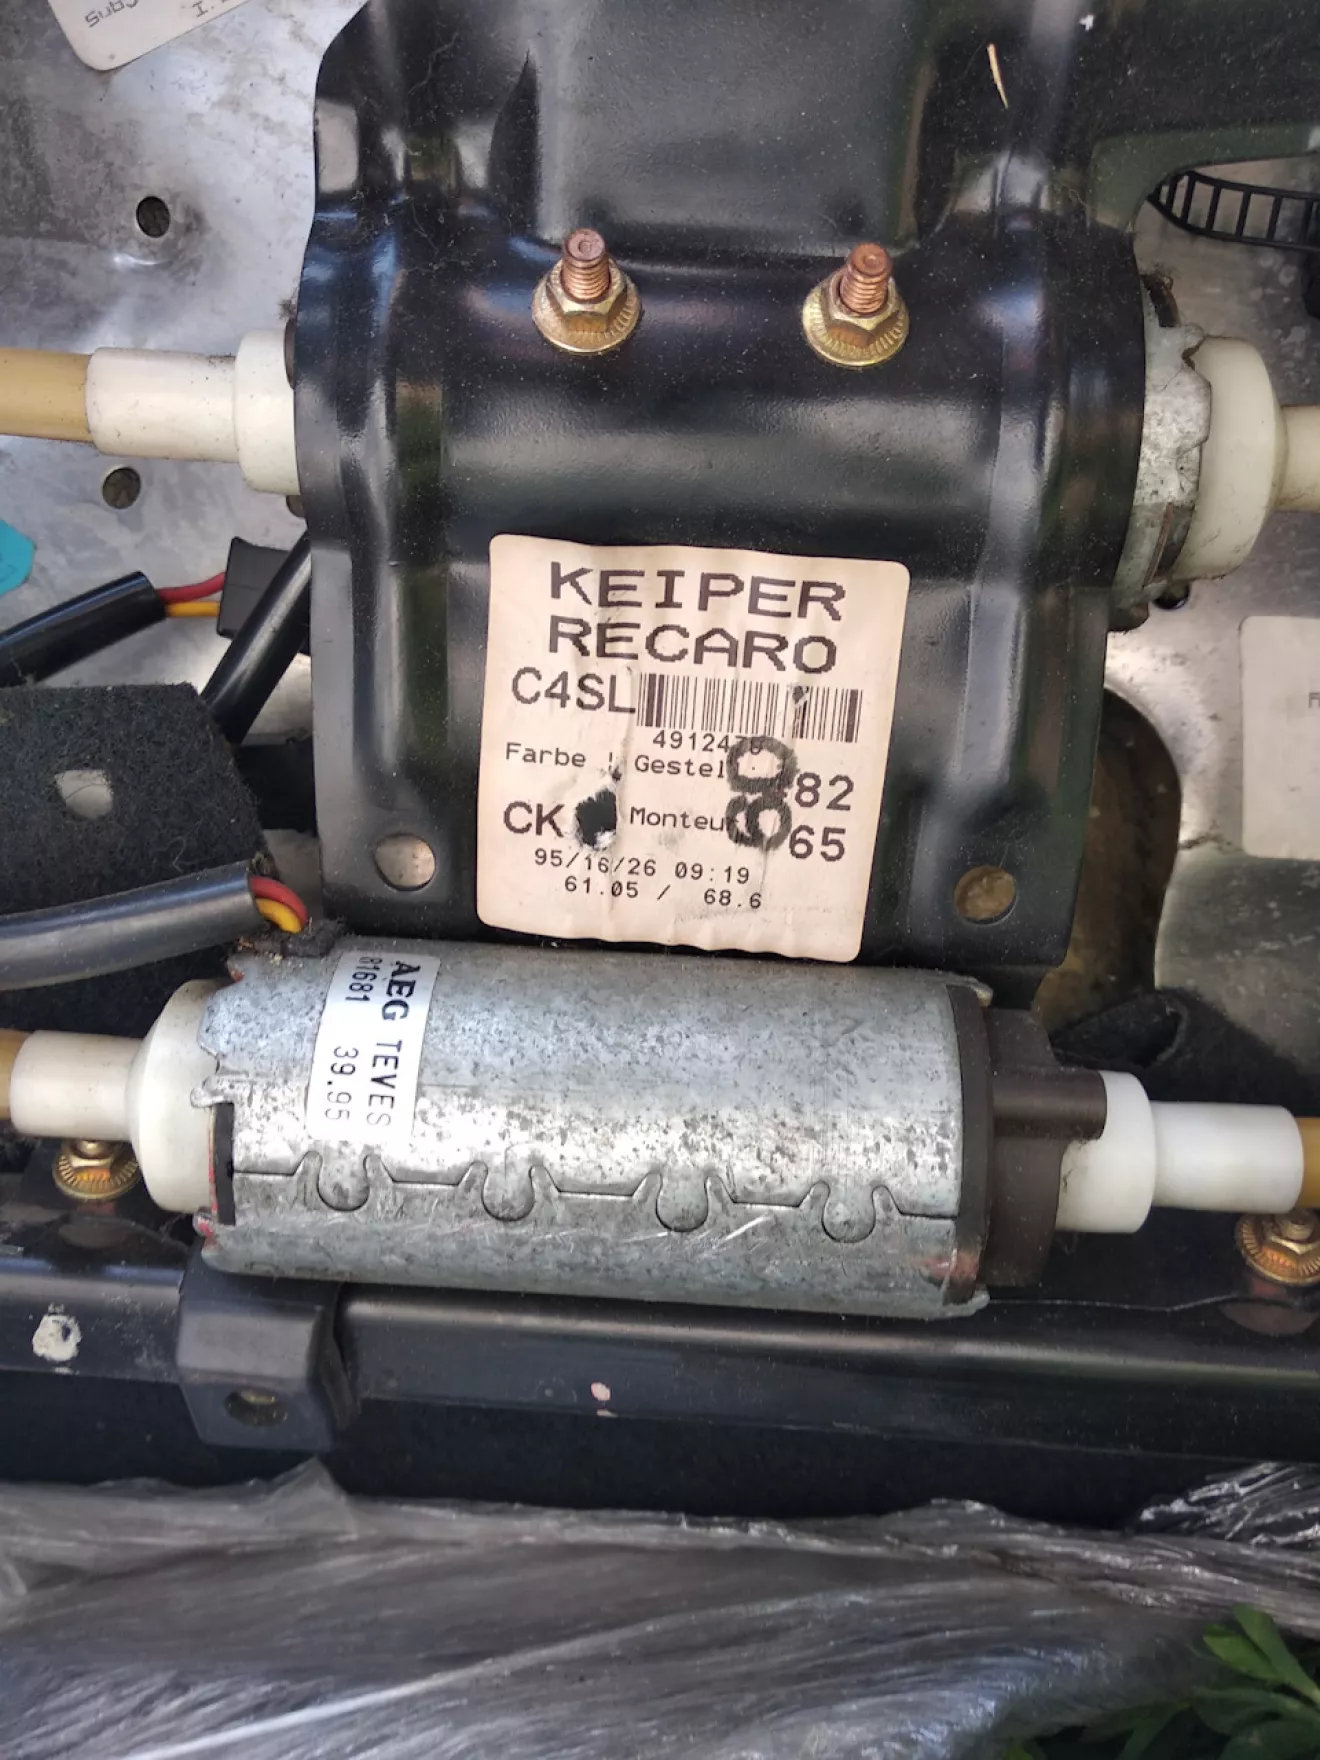 KEIPER
RECARO
C4SL
Farbe Gestel
82
CK Monteu
65
95/16/26 09:19
61.05 / 68.6
AEG TEVES
81681 39.95